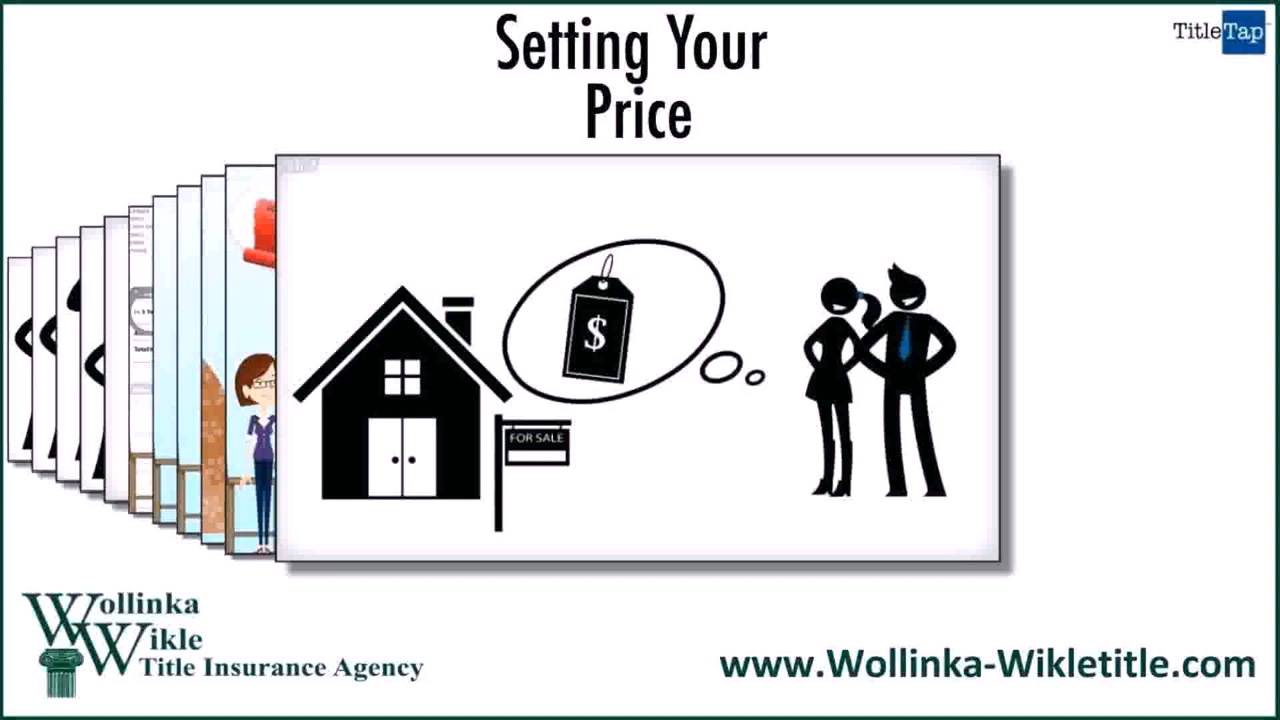 Setting Your
Price
TitleTap
$
FOR SALE
Wollinka
Wikle
Title Insurance Agency
www.Wollinka-Wikletitle.com